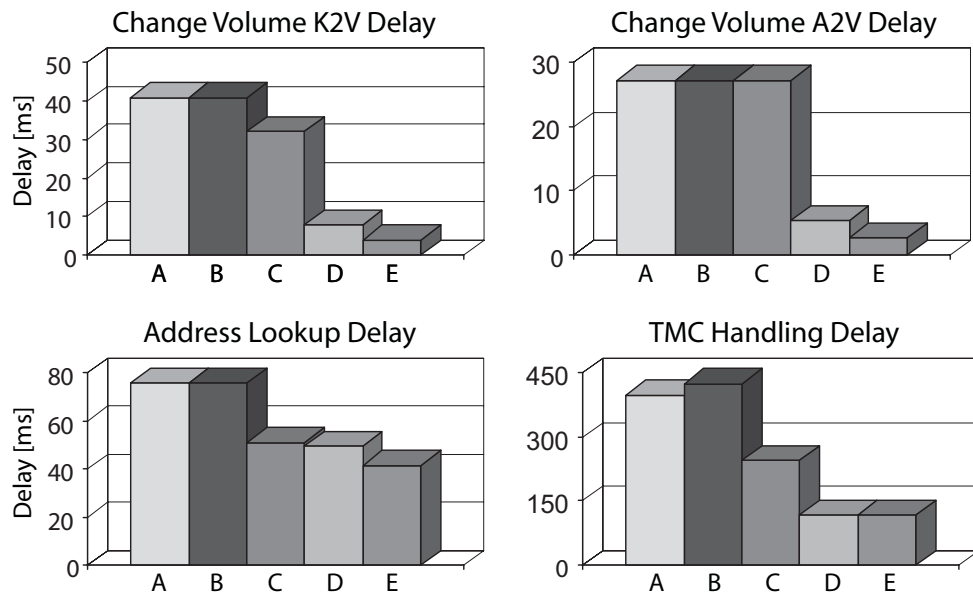 Change Volume K2V Delay
Delay [ms]
50
40
30
20
10
0
A B C D E
Change Volume A2V Delay
30
20
10
0
A B C D E
Address Lookup Delay
Delay [ms]
80
60
40
20
0
A B C D E
TMC Handling Delay
450
300
150
0
A B C D E